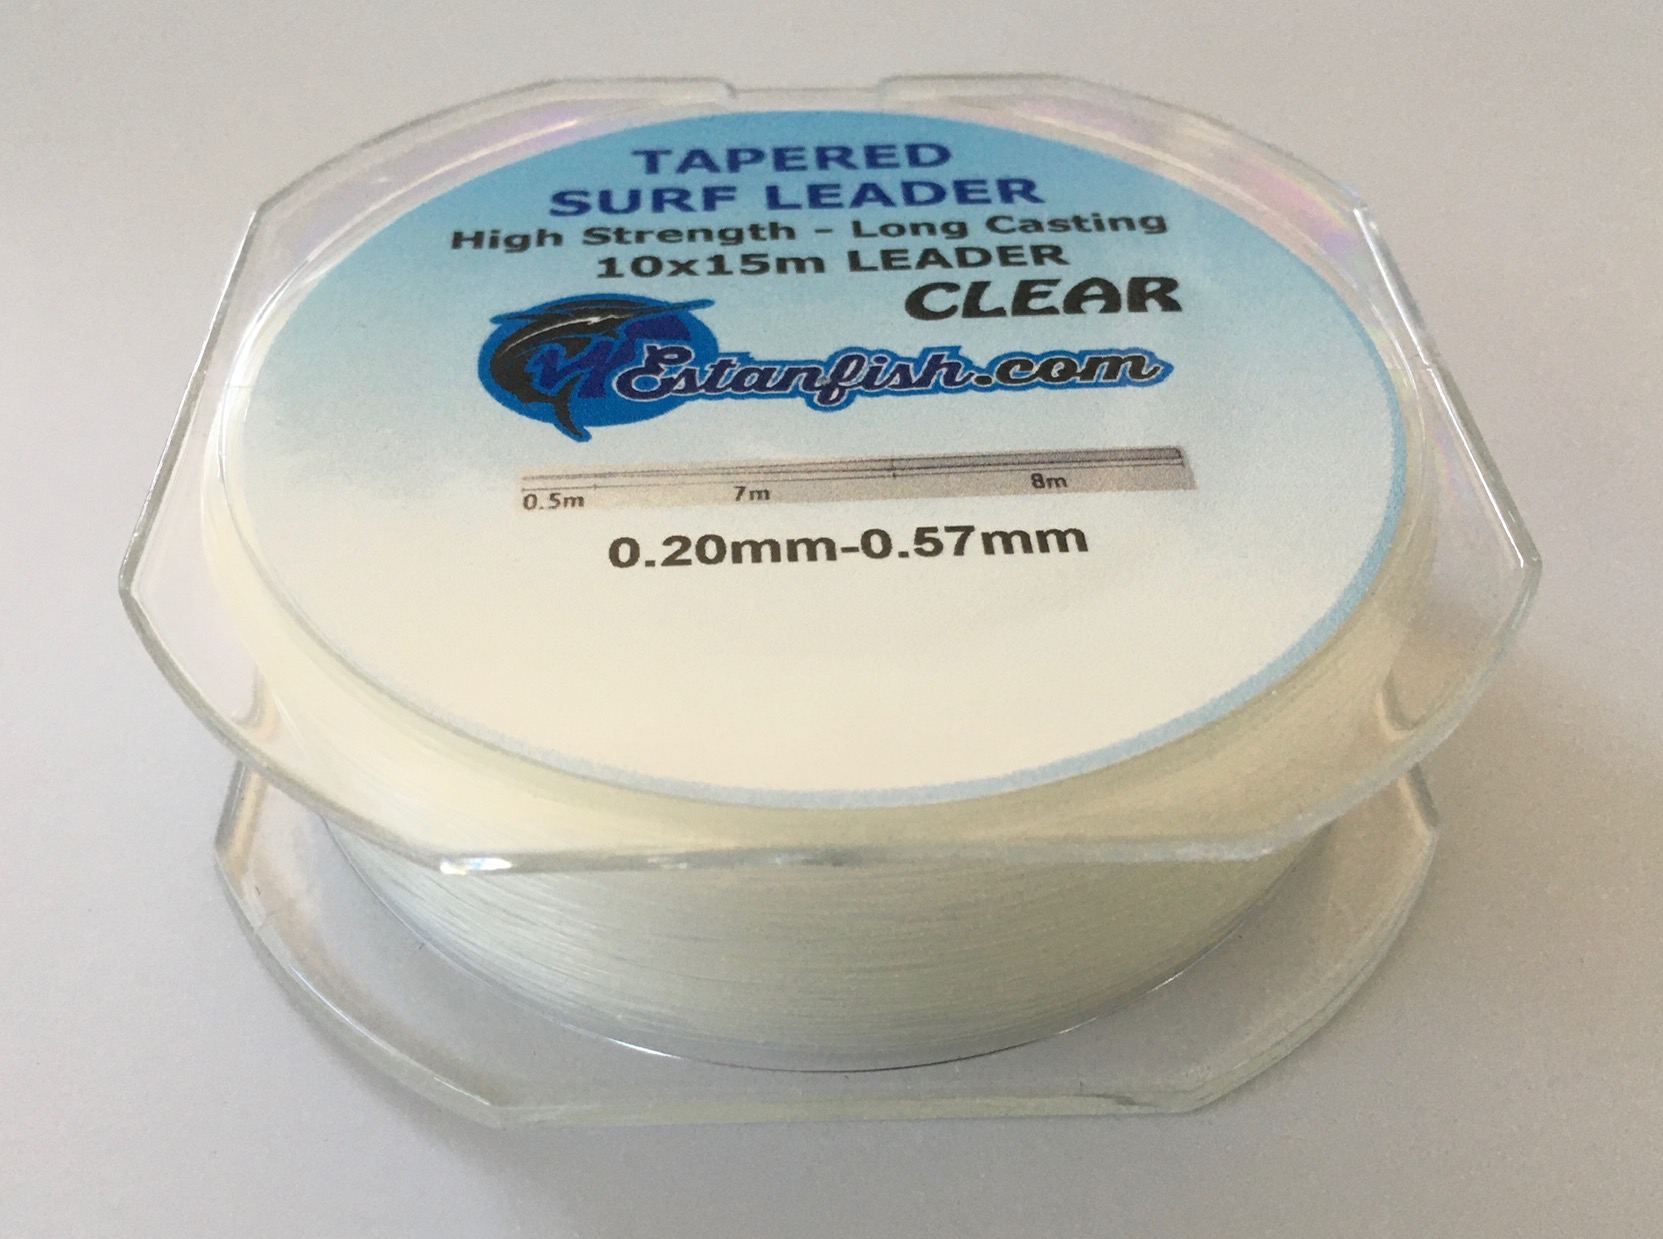 TAPERED
SURF LEADER
High Strength - Long Casting
10x15m LEADER
CLEAR
WEstanfish.com
0.5m 7m 8m
0.20mm-0.57mm